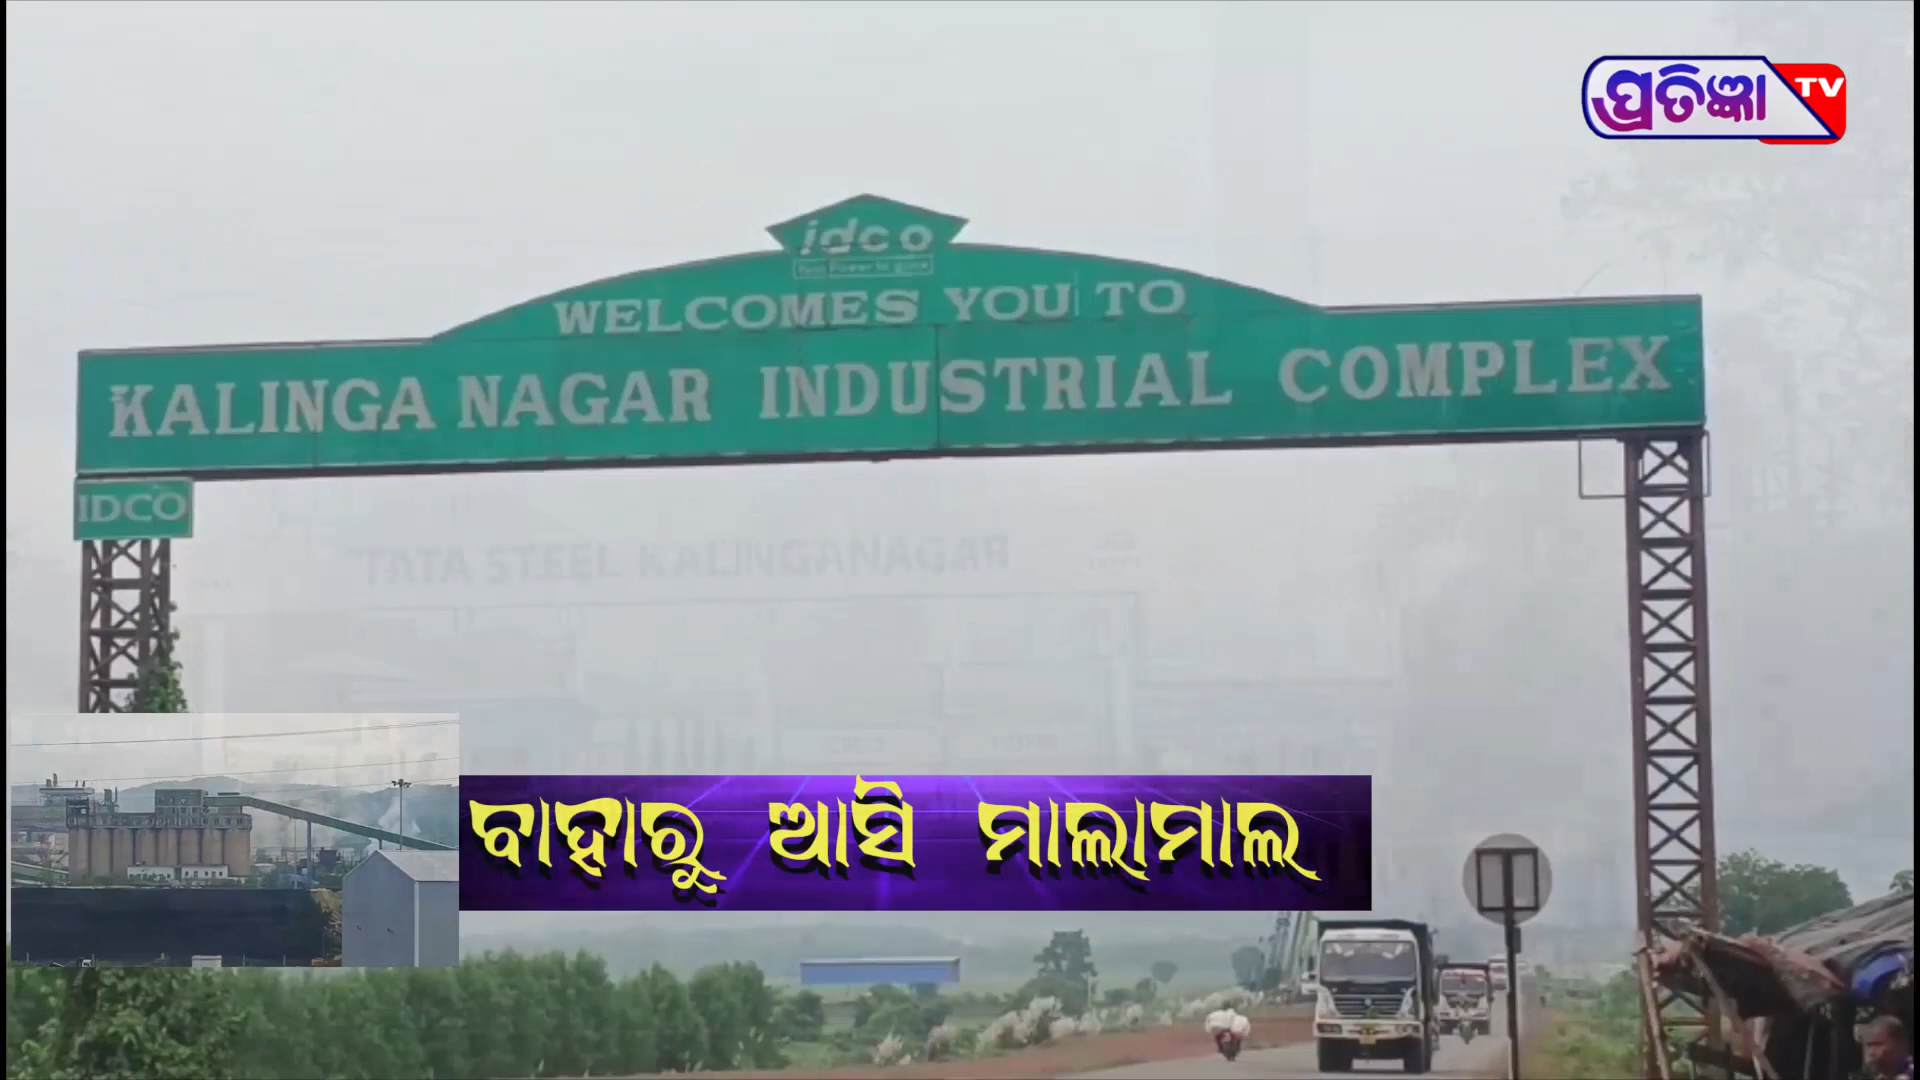 ପ୍ରତିଜ୍ଞା TV
idco
WELCOMES YOU TO
KALINGA NAGAR INDUSTRIAL COMPLEX
IDCO
TATA STEEL KALINGANAGAR
ବାହାରୁ ଆସି ମାଲାମାଲ